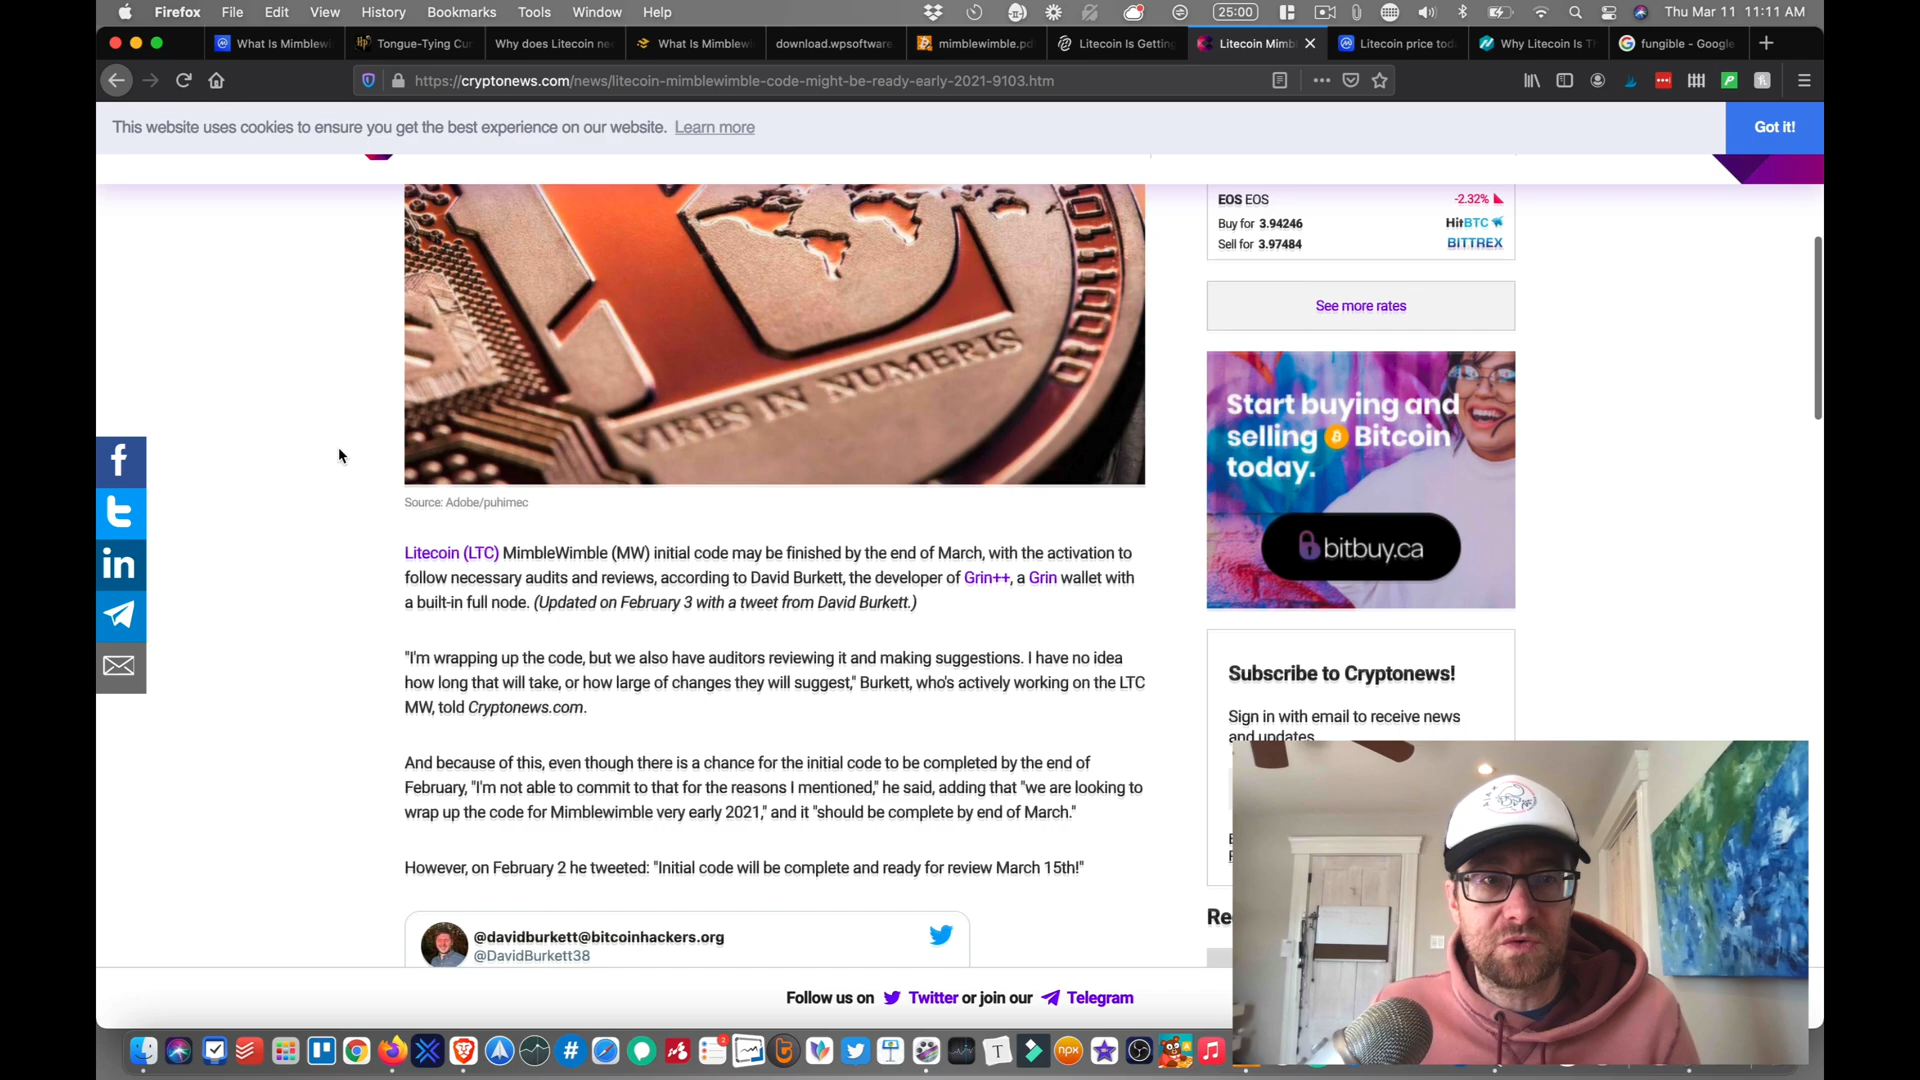 Firefox File Edit View History Bookmarks Tools Window Help 25:00 Thu Mar 11 11:11 AM
What Is Mimblewi
Tongue-Tying Cur
Why does Litecoin ne
What Is Mimblew
download.wpsoftware
mimblewimble.pd
Litecoin Is Getting
Litecoin Mimb
Litecoin price tod
Why Litecoin Is T
fungible - Google
https://cryptonews.com/news/litecoin-mimblewimble-code-might-be-ready-early-2021-9103.htm
This website uses cookies to ensure you get the best experience on our website. Learn more
Got it!
VIRES IN NUMERIS
Source: Adobe/puhimec
Litecoin (LTC) MimbleWimble (MW) initial code may be finished by the end of March, with the activation to
follow necessary audits and reviews, according to David Burkett, the developer of Grin++, a Grin wallet with
a built-in full node. (Updated on February 3 with a tweet from David Burkett.)
"I'm wrapping up the code, but we also have auditors reviewing it and making suggestions. I have no idea
how long that will take, or how large of changes they will suggest," Burkett, who's actively working on the LTC
MW, told Cryptonews.com.
And because of this, even though there is a chance for the initial code to be completed by the end of
February, "I'm not able to commit to that for the reasons I mentioned," he said, adding that "we are looking to
wrap up the code for Mimblewimble very early 2021," and it "should be complete by end of March."
However, on February 2 he tweeted: "Initial code will be complete and ready for review March 15th!"
@davidburkett@bitcoinhackers.org
@DavidBurkett38
EOS EOS -2.32%
Buy for 3.94246 HitBTC
Sell for 3.97484 BITTREX
See more rates
Start buying and
selling Bitcoin
today.
bitbuy.ca
Subscribe to Cryptonews!
Sign in with email to receive news
and updates
Re
Follow us on Twitter or join our Telegram